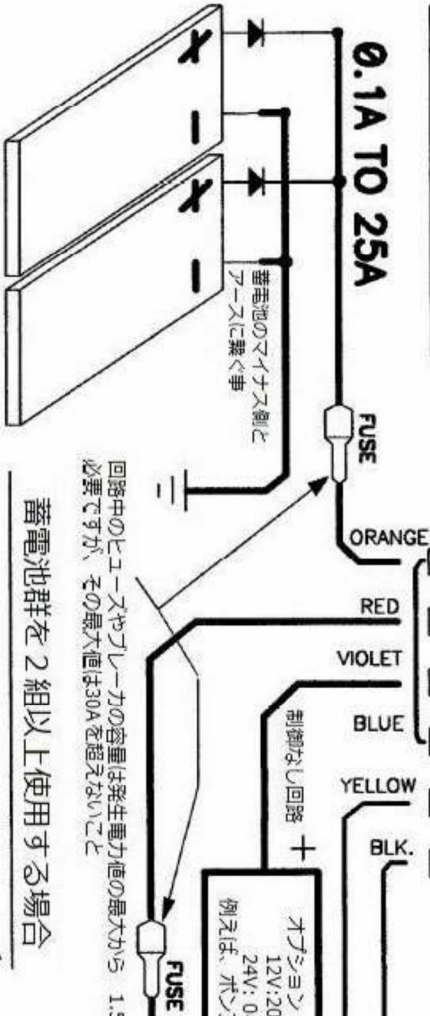 0.1A TO 25A
+
-
+
-
蓄電池のマイナス側と
アースに繋ぐ事
FUSE
ORANGE
RED
VIOLET
BLUE
YELLOW
BLK.
制御なし回路
+
オプション
12V:20
24V:0
例えば、ポン
回路中のヒューズやブレーカの容量は発生電力値の最大から 1.5
必要ですが、その最大値は30Aを超えないこと
FUSE
蓄電池群を2組以上使用する場合